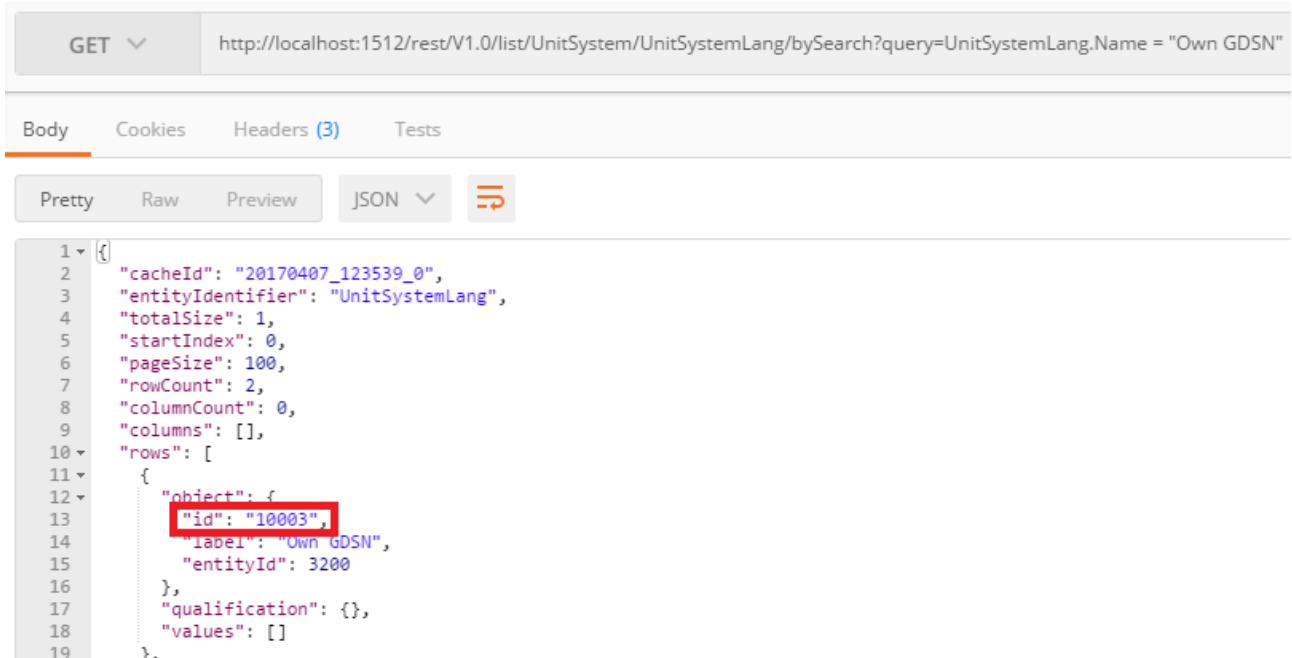 GET http://localhost:1512/rest/V1.0/list/UnitSystem/UnitSystemLang/bySearch?query=UnitSystemLang.Name = "Own GDSN"
Body Cookies Headers (3) Tests
Pretty Raw Preview JSON
1 {
2 "cacheId": "20170407_123539_0",
3 "entityIdentifier": "UnitSystemLang",
4 "totalSize": 1,
5 "startIndex": 0,
6 "pageSize": 100,
7 "rowCount": 2,
8 "columnCount": 0,
9 "columns": [],
10 "rows": [
11 {
12 "object": {
13 "id": "10003",
14 "label": "Own GDSN",
15 "entityId": 3200
16 },
17 "qualification": {},
18 "values": []
19 },